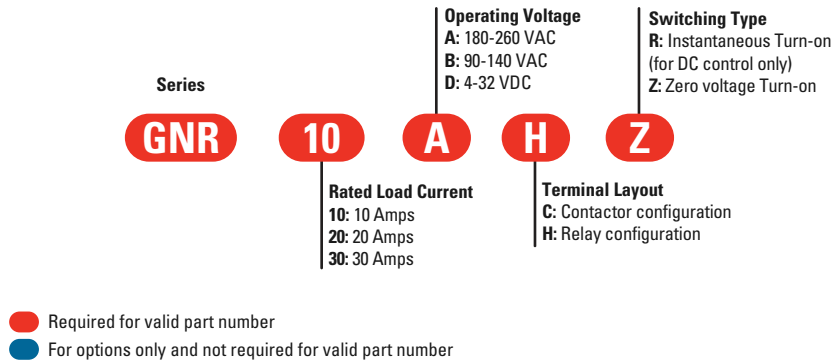 Operating Voltage
A: 180-260 VAC
B: 90-140 VAC
D: 4-32 VDC
Switching Type
R: Instantaneous Turn-on
(for DC control only)
Z: Zero voltage Turn-on
Series
GNR
10
A
H
Z
Rated Load Current
10: 10 Amps
20: 20 Amps
30: 30 Amps
Terminal Layout
C: Contactor configuration
H: Relay configuration
Required for valid part number
For options only and not required for valid part number